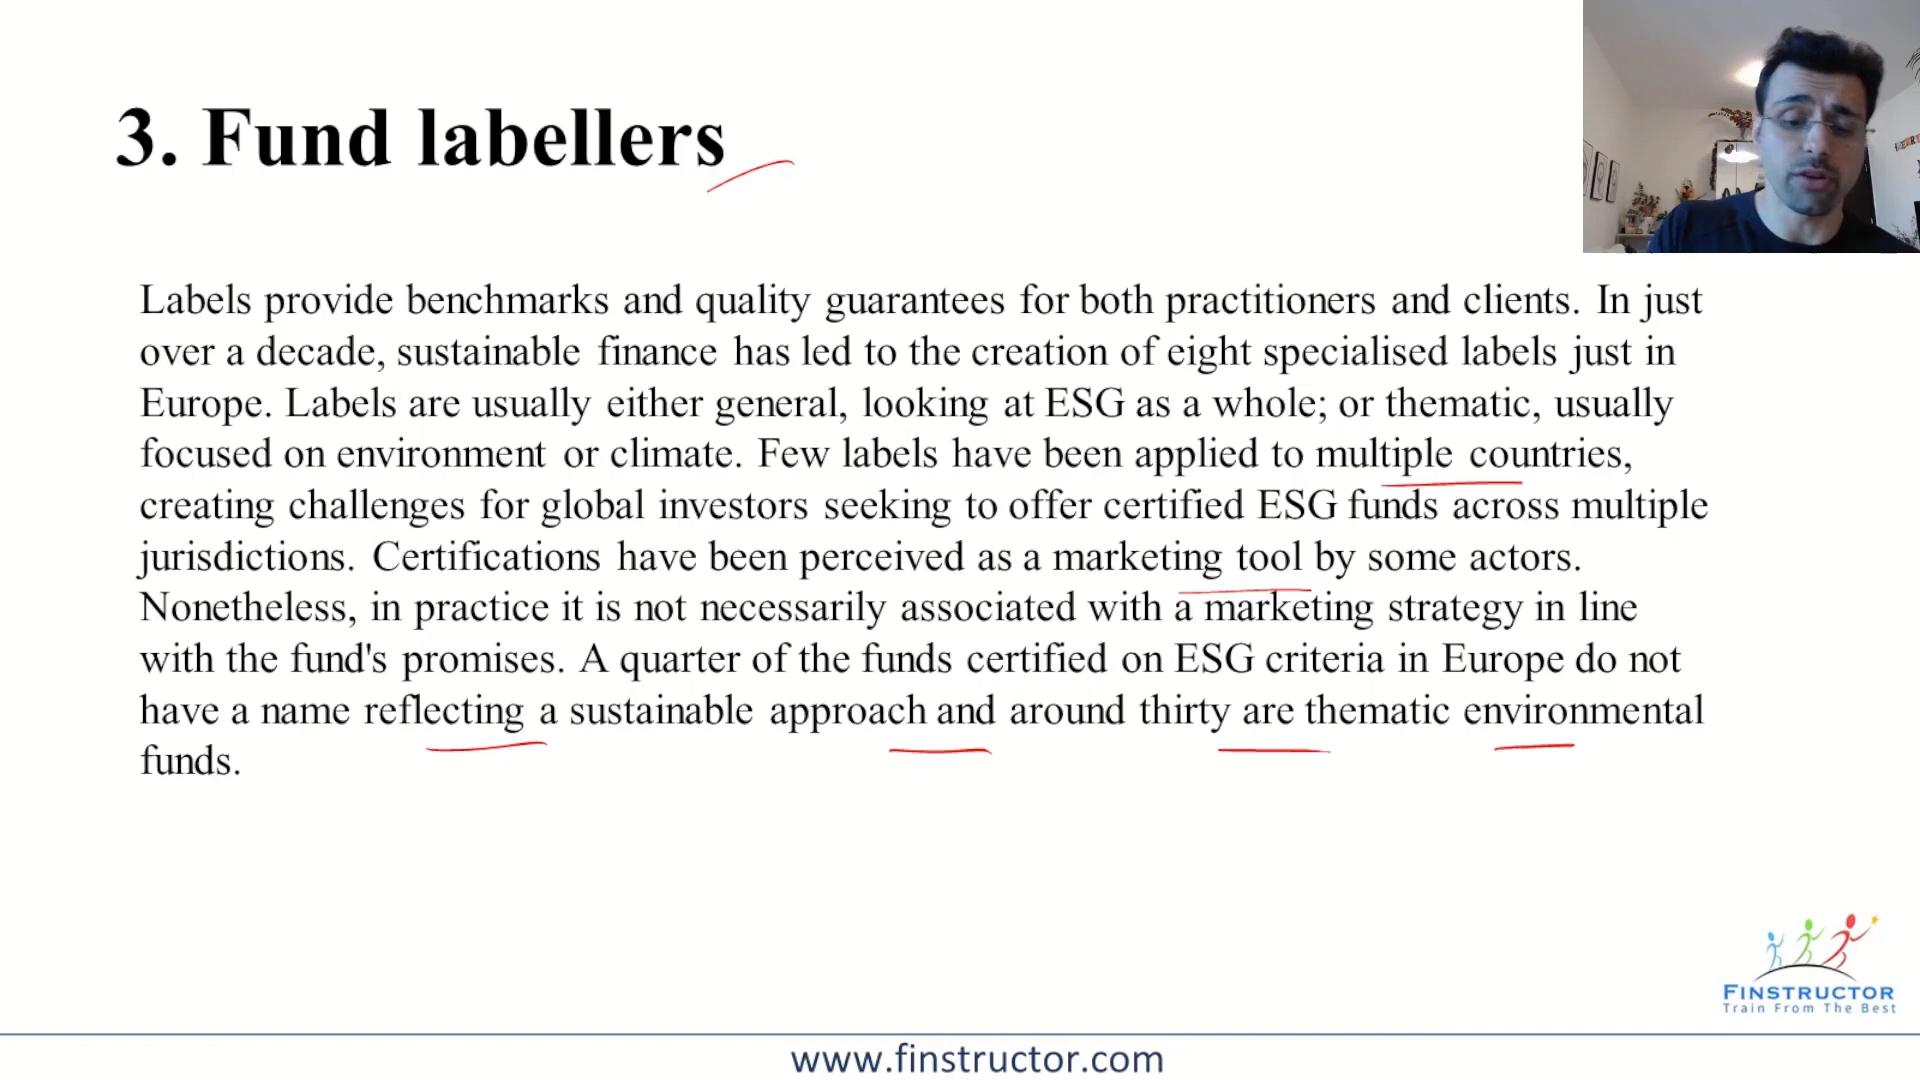 3. Fund labellers
Labels provide benchmarks and quality guarantees for both practitioners and clients. In just
over a decade, sustainable finance has led to the creation of eight specialised labels just in
Europe. Labels are usually either general, looking at ESG as a whole; or thematic, usually
focused on environment or climate. Few labels have been applied to multiple countries,
creating challenges for global investors seeking to offer certified ESG funds across multiple
jurisdictions. Certifications have been perceived as a marketing tool by some actors.
Nonetheless, in practice it is not necessarily associated with a marketing strategy in line
with the fund's promises. A quarter of the funds certified on ESG criteria in Europe do not
have a name reflecting a sustainable approach and around thirty are thematic environmental
funds.
FINSTRUCTOR
Train From The Best
www.finstructor.com